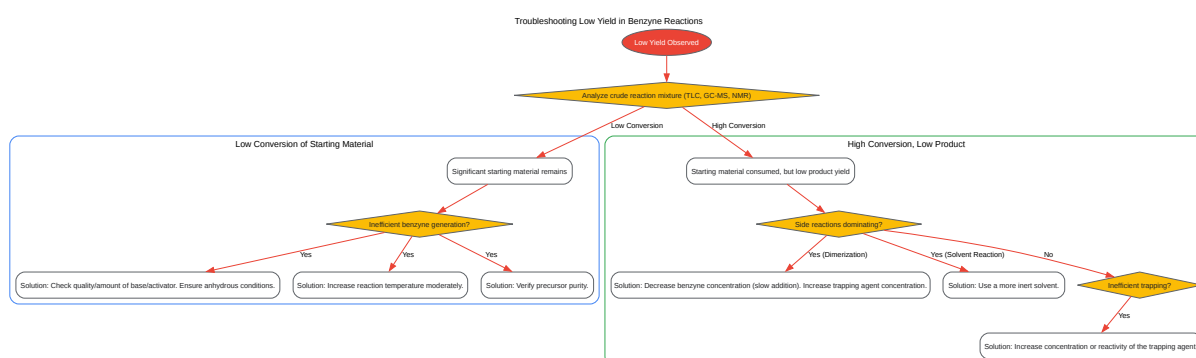 Troubleshooting Low Yield in Benzyne Reactions
Low Yield Observed
Analyze crude reaction mixture (TLC, GC-MS, NMR)
Low Conversion
High Conversion
Low Conversion of Starting Material
High Conversion, Low Product
Significant starting material remains
Starting material consumed, but low product yield
Inefficient benzyne generation?
Side reactions dominating?
Yes
Yes
Yes
Yes (Dimerization)
Yes (Solvent Reaction)
No
Solution: Check quality/amount of base/activator. Ensure anhydrous conditions.
Solution: Increase reaction temperature moderately.
Solution: Verify precursor purity.
Solution: Decrease benzyne concentration (slow addition). Increase trapping agent concentration.
Solution: Use a more inert solvent.
Inefficient trapping?
Yes
Solution: Increase concentration or reactivity of the trapping agent